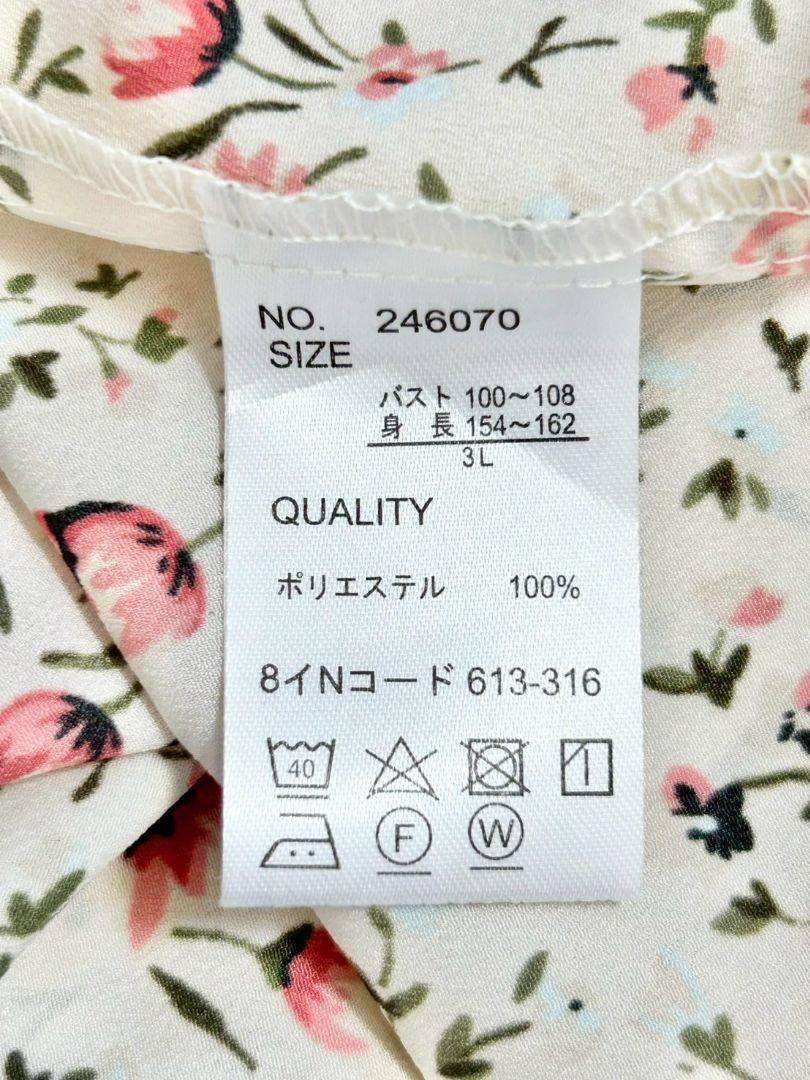 NO. 246070
SIZE
バスト 100～108
身 長 154～162
3L
QUALITY
ポリエステル 100%
8イNコード 613-316
40
F W